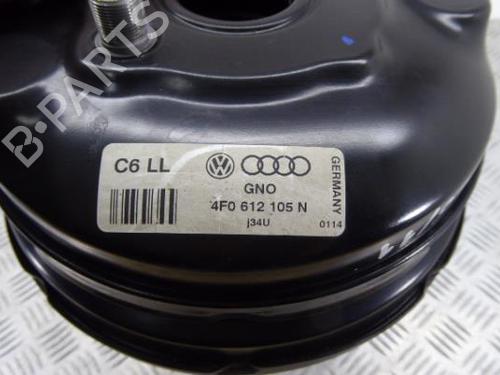 B-PARTS
C6 LL
GNO
4F0 612 105 N
j34U
GERMANY
0114